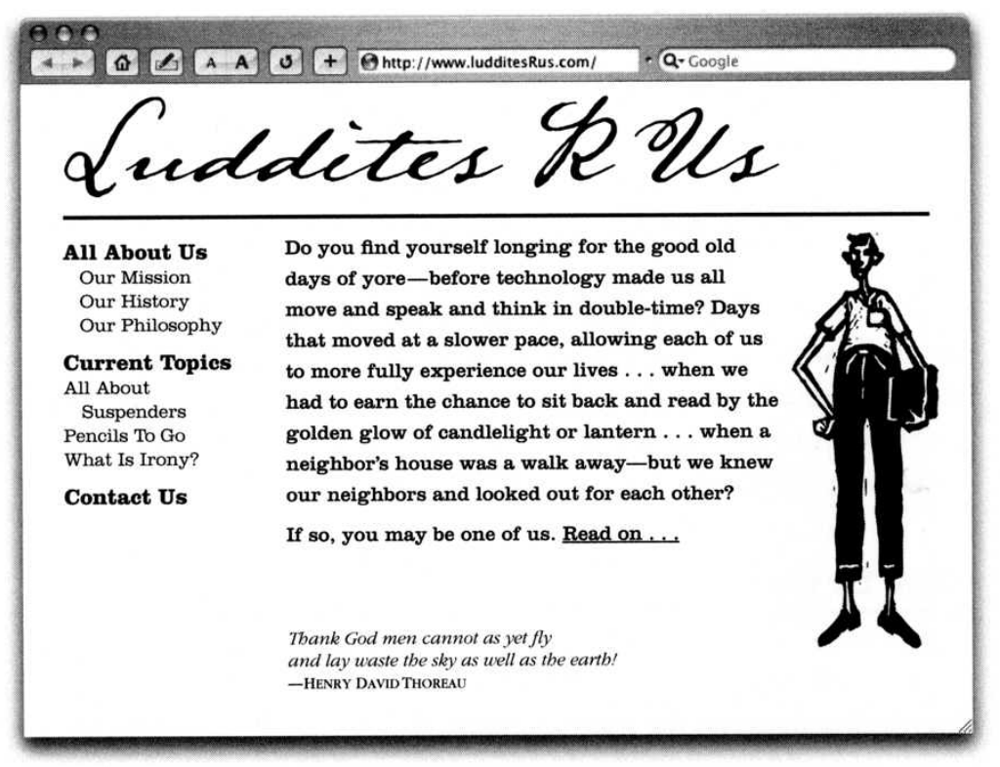 A A
http://www.ludditesRus.com/
Google
Luddites R Us
All About Us
Our Mission
Our History
Our Philosophy
Current Topics
All About
Suspenders
Pencils To Go
What Is Irony?
Contact Us
Do you find yourself longing for the good old
days of yore—before technology made us all
move and speak and think in double-time? Days
that moved at a slower pace, allowing each of us
to more fully experience our lives . . . when we
had to earn the chance to sit back and read by the
golden glow of candlelight or lantern . . . when a
neighbor's house was a walk away—but we knew
our neighbors and looked out for each other?
If so, you may be one of us. Read on . . .
Thank God men cannot as yet fly
and lay waste the sky as well as the earth!
—HENRY DAVID THOREAU